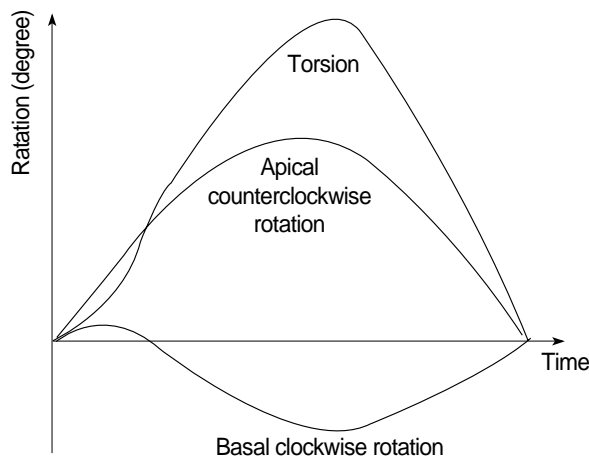 Ratation (degree)
Torsion
Apical
counterclockwise
rotation
Time
Basal clockwise rotation